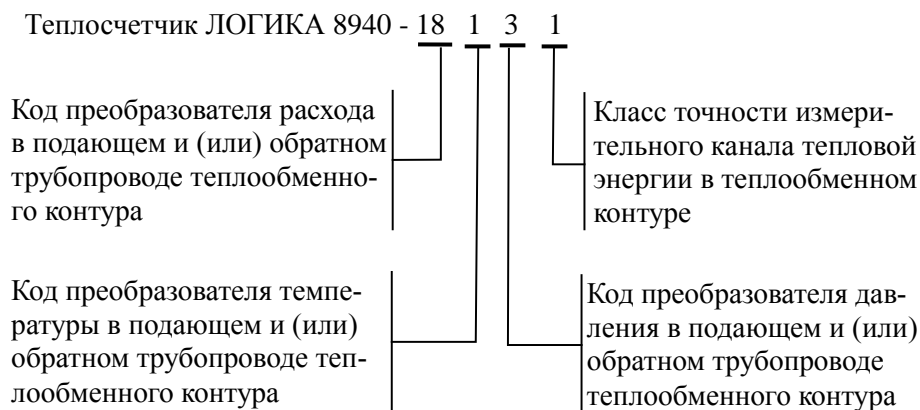 Теплосчетчик ЛОГИКА 8940 - 18 1 3 1
Код преобразователя расхода
в подающем и (или) обратном
трубопроводе теплообменно-
го контура
Класс точности измери-
тельного канала тепловой
энергии в теплообменном
контуре
Код преобразователя темпе-
ратуры в подающем и (или)
обратном трубопроводе теп-
лообменного контура
Код преобразователя дав-
ления в подающем и (или)
обратном трубопроводе
теплообменного контура